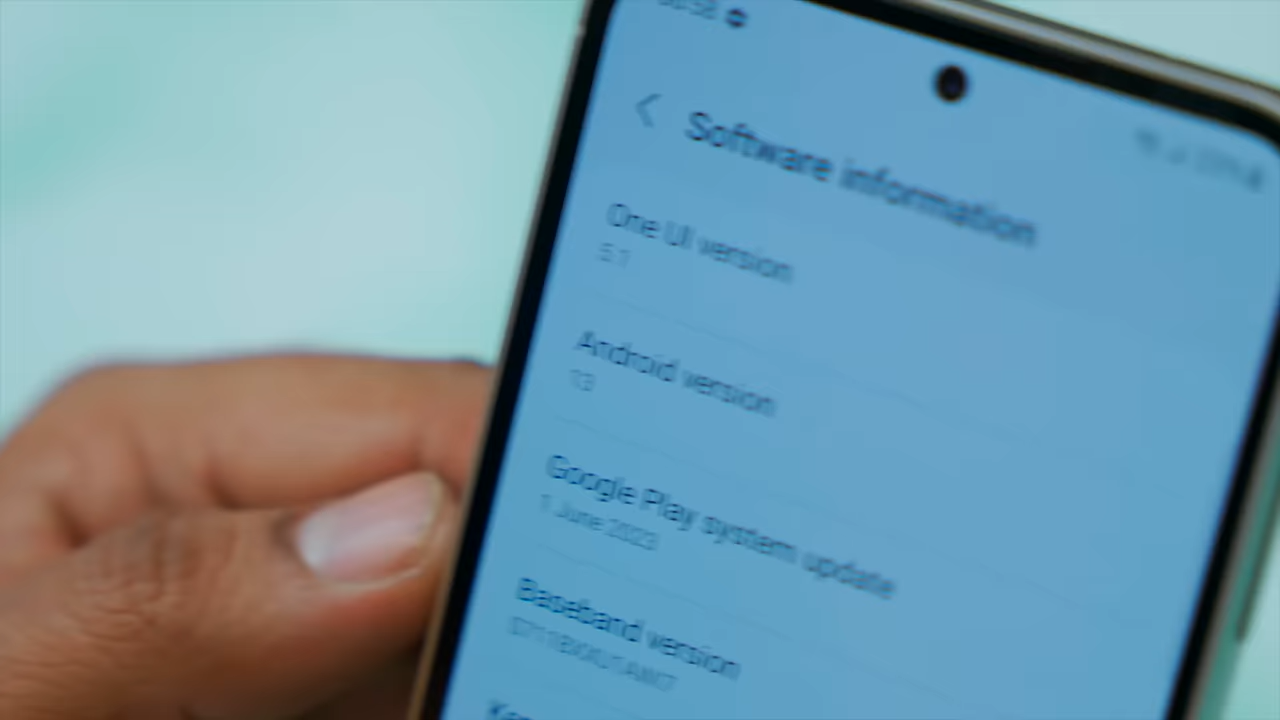 Software information
One UI version
5.1
Android version
13
Google Play system update
1 June 2023
Baseband version